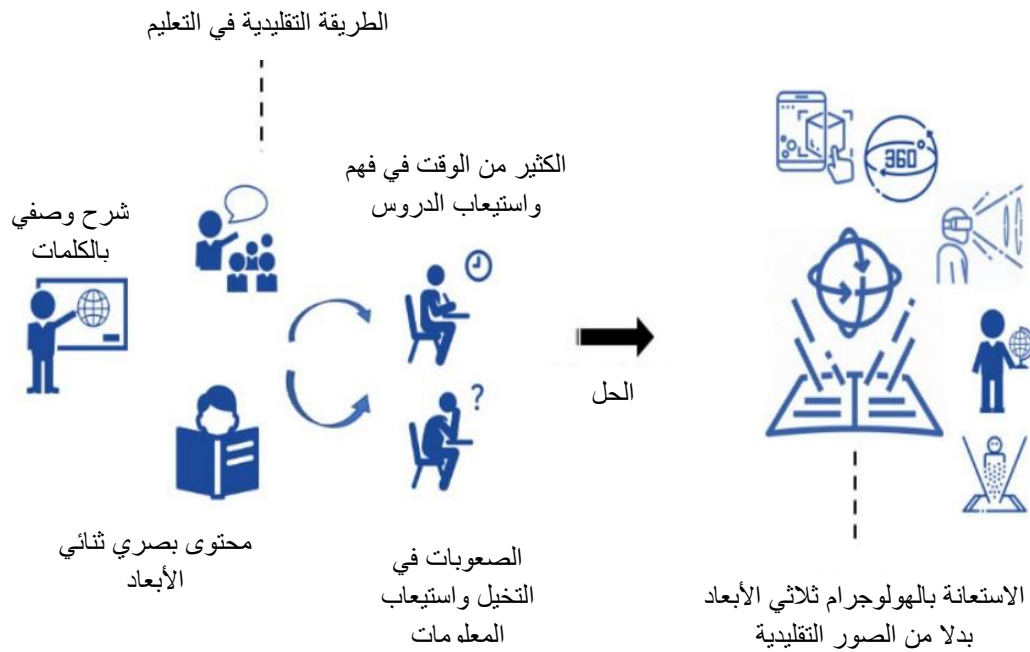 الطريقة التقليدية في التعليم
الكثير من الوقت في فهم
واستيعاب الدروس
شرح وصفي
بالكلمات
360
?
الحل
محتوى بصري ثنائي
الأبعاد
الصعوبات في
التخيل واستيعاب
المعلومات
الاستعانة بالهولوجرام ثلاثي الأبعاد
بدلا من الصور التقليدية